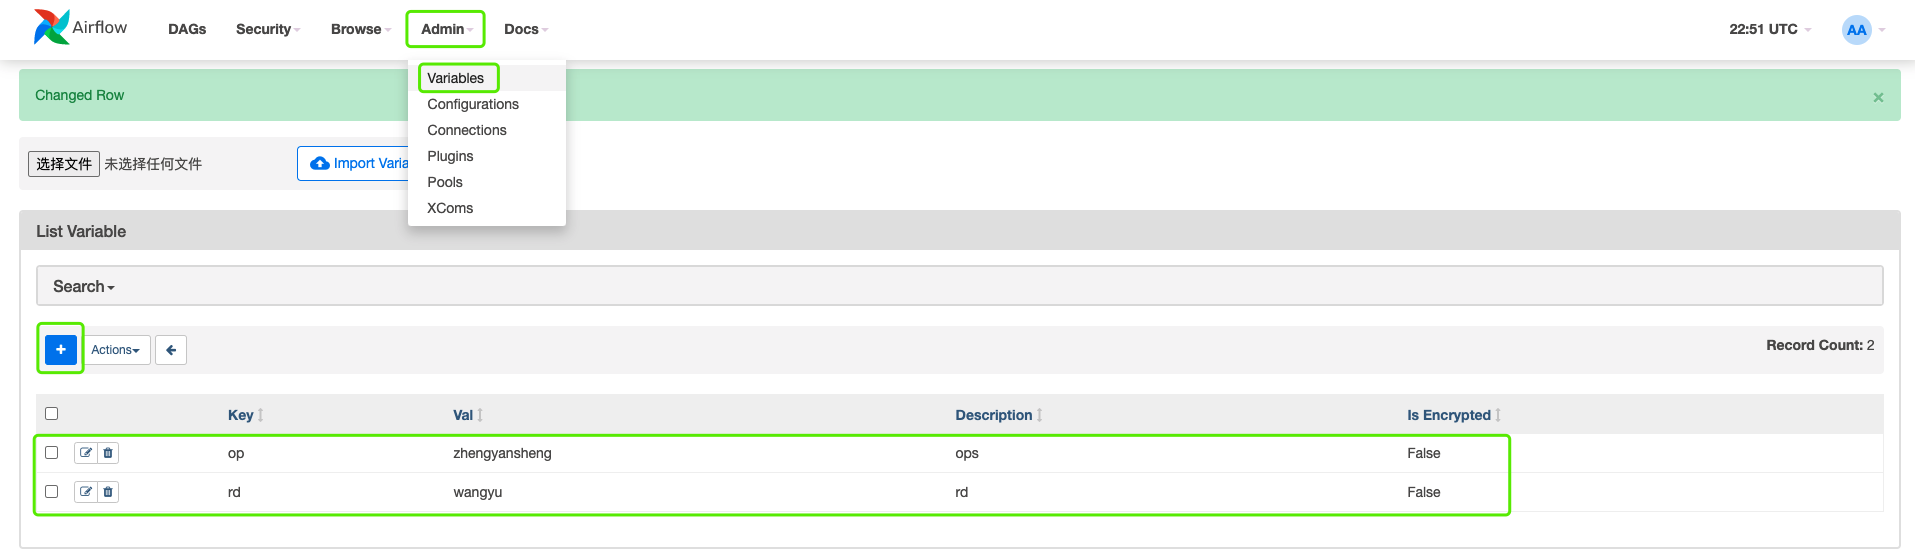 Airflow DAGs Security Browse Admin Docs 22:51 UTC AA
Variables
Changed Row ×
Configurations
Connections
Plugins
选择文件 未选择任何文件 Import Varia
Pools
XComs
List Variable
Search
+ Actions Record Count: 2
Key Val Description Is Encrypted
op zhengyansheng ops False
rd wangyu rd False